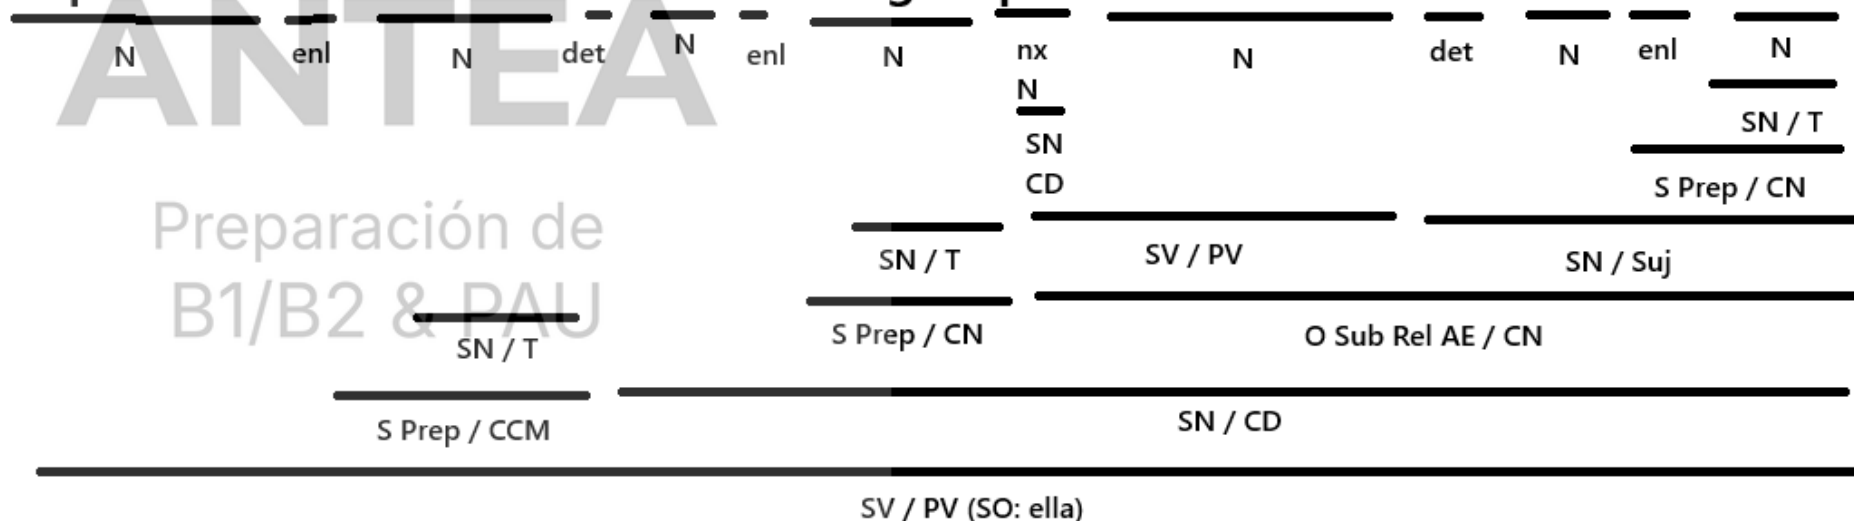 ANTEA
N enl N det N enl N nx N det N enl N
N
SN SN / T
CD S Prep / CN
SN / T SV / PV SN / Suj
Preparación de
B1/B2 & PAU
S Prep / CN O Sub Rel AE / CN
SN / T
S Prep / CCM SN / CD
SV / PV (SO: ella)